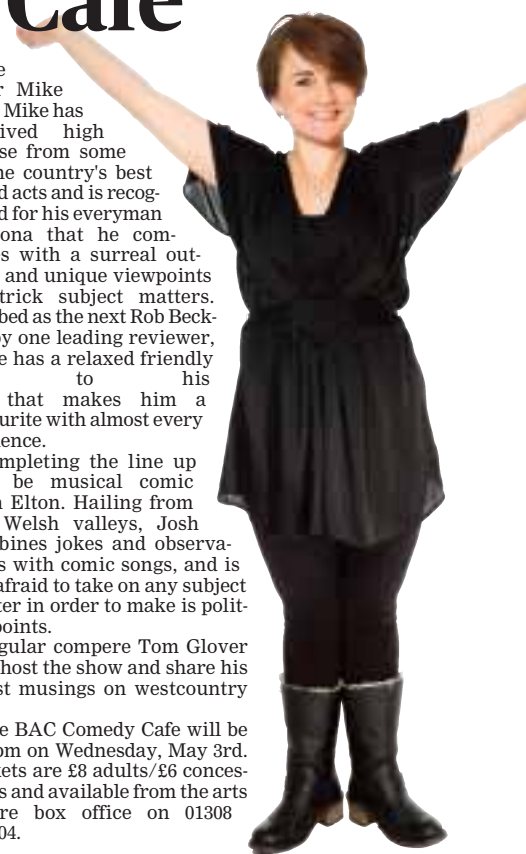 Cafe
e
r Mike
Mike has
ived high
se from some
ne country's best
d acts and is recog-
d for his everyman
ona that he com-
s with a surreal out-
and unique viewpoints
trick subject matters.
bed as the next Rob Beck-
by one leading reviewer,
e has a relaxed friendly
to his
that makes him a
urite with almost every
ience.
mpleting the line up
be musical comic
n Elton. Hailing from
Welsh valleys, Josh
bines jokes and observa-
s with comic songs, and is
afraid to take on any subject
ter in order to make is polit-
points.
gular compere Tom Glover
host the show and share his
st musings on westcountry
e BAC Comedy Cafe will be
om on Wednesday, May 3rd.
kets are £8 adults/£6 conces-
s and available from the arts
re box office on 01308
04.